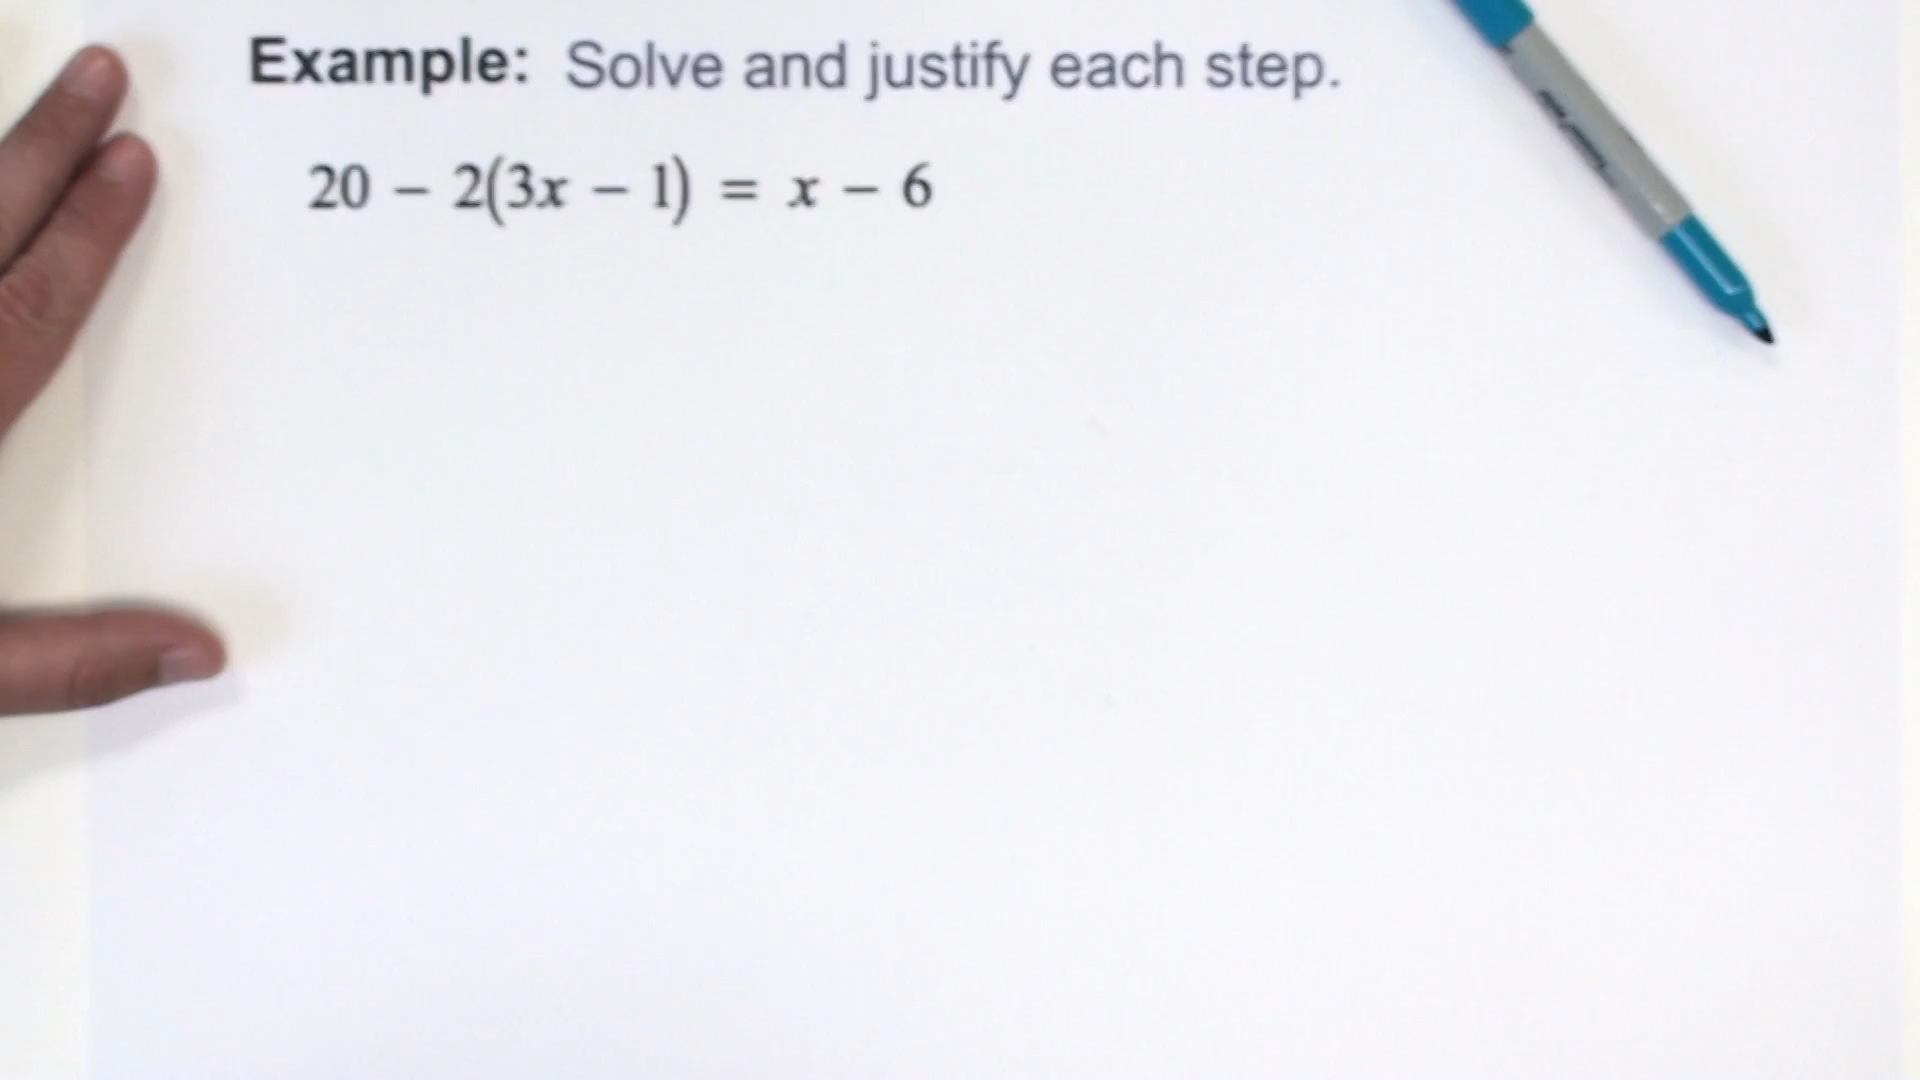 Example: Solve and justify each step.
20 − 2(3x − 1) = x − 6